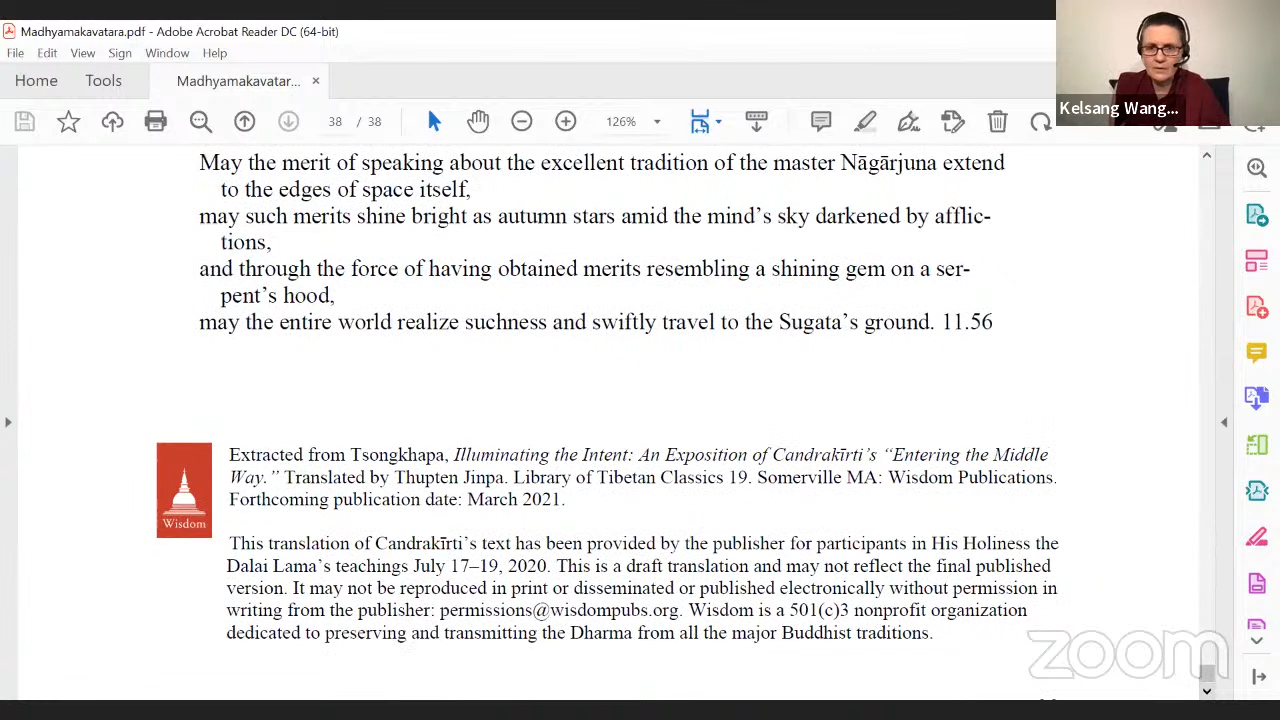 Madhyamakavatara.pdf - Adobe Acrobat Reader DC (64-bit)
File Edit View Sign Window Help
Home Tools Madhyamakavatar... ×
38 / 38 126%
Kelsang Wang...
May the merit of speaking about the excellent tradition of the master Nāgārjuna extend
to the edges of space itself,
may such merits shine bright as autumn stars amid the mind’s sky darkened by afflic-
tions,
and through the force of having obtained merits resembling a shining gem on a ser-
pent’s hood,
may the entire world realize suchness and swiftly travel to the Sugata’s ground. 11.56
Wisdom
Extracted from Tsongkhapa, Illuminating the Intent: An Exposition of Candrakīrti’s “Entering the Middle
Way.” Translated by Thupten Jinpa. Library of Tibetan Classics 19. Somerville MA: Wisdom Publications.
Forthcoming publication date: March 2021.
This translation of Candrakīrti’s text has been provided by the publisher for participants in His Holiness the
Dalai Lama’s teachings July 17–19, 2020. This is a draft translation and may not reflect the final published
version. It may not be reproduced in print or disseminated or published electronically without permission in
writing from the publisher: permissions@wisdompubs.org. Wisdom is a 501(c)3 nonprofit organization
dedicated to preserving and transmitting the Dharma from all the major Buddhist traditions.
zoom